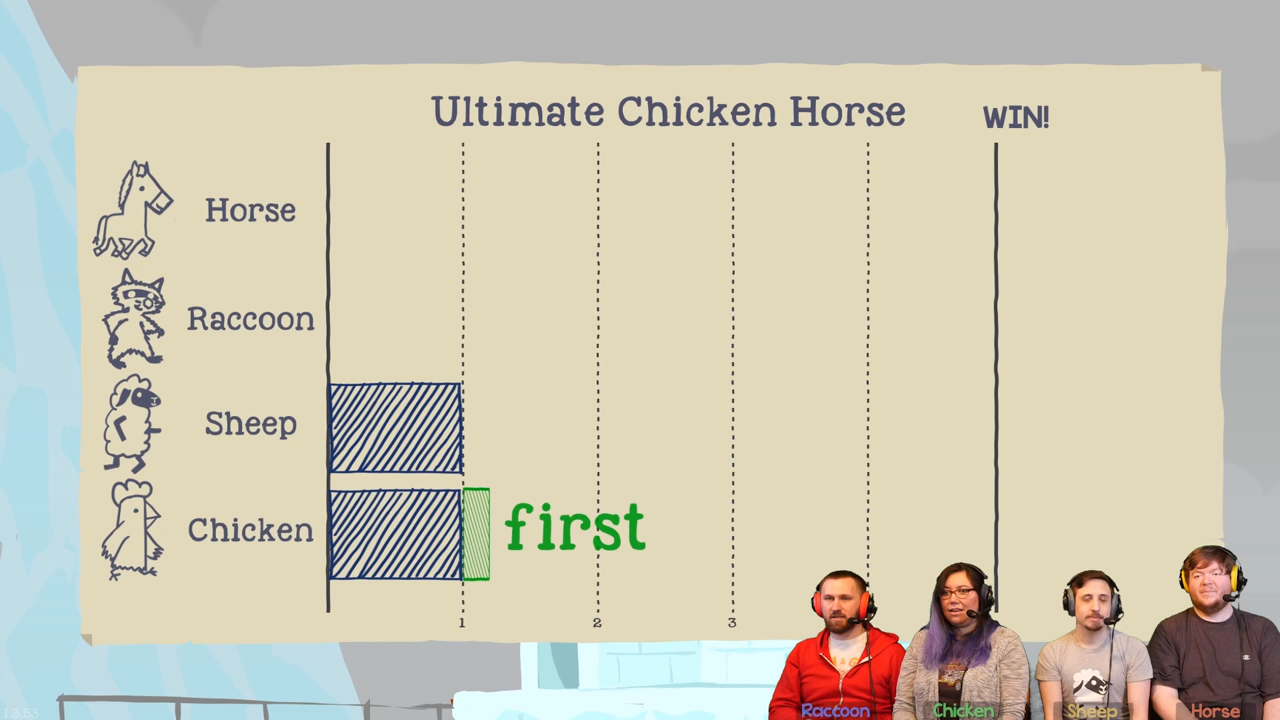 Ultimate Chicken Horse
WIN!
Horse
Raccoon
Sheep
Chicken
first
1
2
3
Raccoon
Chicken
Sheep
Horse